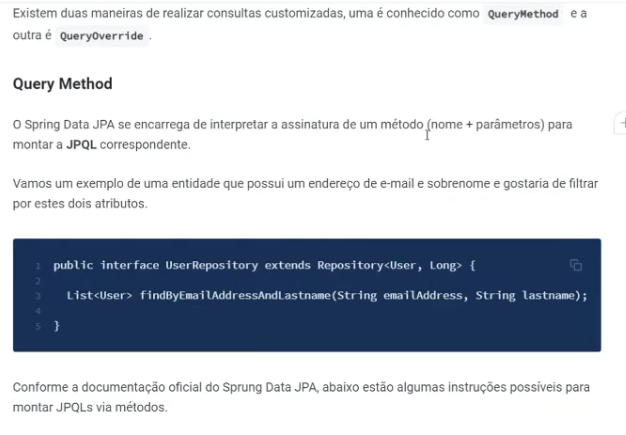 Existem duas maneiras de realizar consultas customizadas, uma é conhecido como QueryMethod e a
outra é QueryOverride .
Query Method
O Spring Data JPA se encarrega de interpretar a assinatura de um método (nome + parâmetros) para
montar a JPQL correspondente.
Vamos um exemplo de uma entidade que possui um endereço de e-mail e sobrenome e gostaria de filtrar
por estes dois atributos.
1 public interface UserRepository extends Repository<User, Long> {
2
3 List<User> findByEmailAddressAndLastname(String emailAddress, String lastname);
4
5 }
Conforme a documentação oficial do Sprung Data JPA, abaixo estão algumas instruções possíveis para
montar JPQLs via métodos.